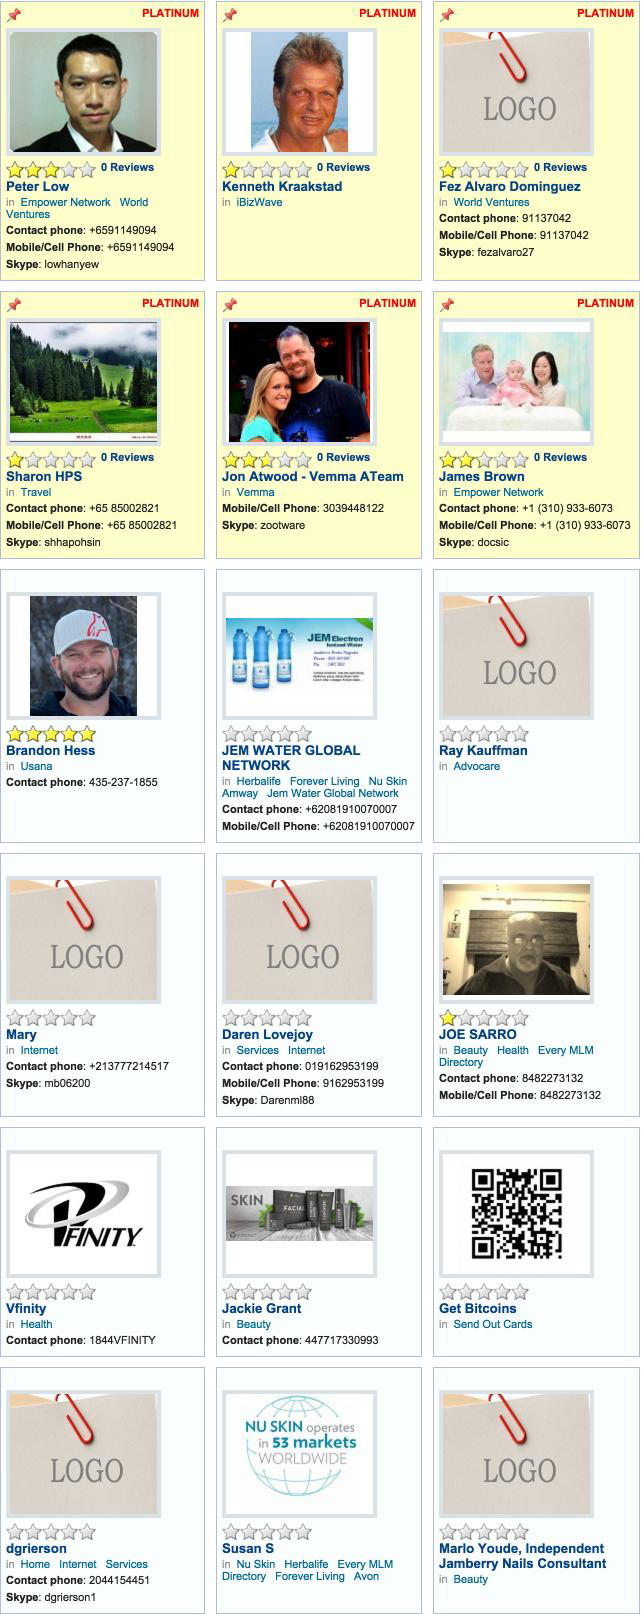 PLATINUM
0 Reviews
Peter Low
in Empower Network World
Ventures
Contact phone: +6591149094
Mobile/Cell Phone: +6591149094
Skype: lowhanyew
PLATINUM
0 Reviews
Kenneth Kraakstad
in iBizWave
PLATINUM
LOGO
0 Reviews
Fez Alvaro Dominguez
in World Ventures
Contact phone: 91137042
Mobile/Cell Phone: 91137042
Skype: fezalvaro27
PLATINUM
0 Reviews
Sharon HPS
in Travel
Contact phone: +65 85002821
Mobile/Cell Phone: +65 85002821
Skype: shhapohsin
PLATINUM
0 Reviews
Jon Atwood - Vemma ATeam
in Vemma
Mobile/Cell Phone: 3039448122
Skype: zootware
PLATINUM
0 Reviews
James Brown
in Empower Network
Contact phone: +1 (310) 933-6073
Mobile/Cell Phone: +1 (310) 933-6073
Skype: docsic
Brandon Hess
in Usana
Contact phone: 435-237-1855
JEM Electron
Ionized Water
JEM WATER GLOBAL
NETWORK
in Herbalife Forever Living Nu Skin
Amway Jem Water Global Network
Contact phone: +62081910070007
Mobile/Cell Phone: +62081910070007
LOGO
Ray Kauffman
in Advocare
LOGO
Mary
in Internet
Contact phone: +213777214517
Skype: mb06200
LOGO
Daren Lovejoy
in Services Internet
Contact phone: 019162953199
Mobile/Cell Phone: 9162953199
Skype: Darenml88
JOE SARRO
in Beauty Health Every MLM
Directory
Contact phone: 8482273132
Mobile/Cell Phone: 8482273132
VFINITY
Vfinity
in Health
Contact phone: 1844VFINITY
SKIN
FACIAL
Jackie Grant
in Beauty
Contact phone: 447717330993
Get Bitcoins
in Send Out Cards
LOGO
dgrierson
in Home Internet Services
Contact phone: 2044154451
Skype: dgrierson1
NU SKIN operates
in 53 markets
WORLDWIDE
Susan S
in Nu Skin Herbalife Every MLM
Directory Forever Living Avon
LOGO
Marlo Youde, Independent
Jamberry Nails Consultant
in Beauty